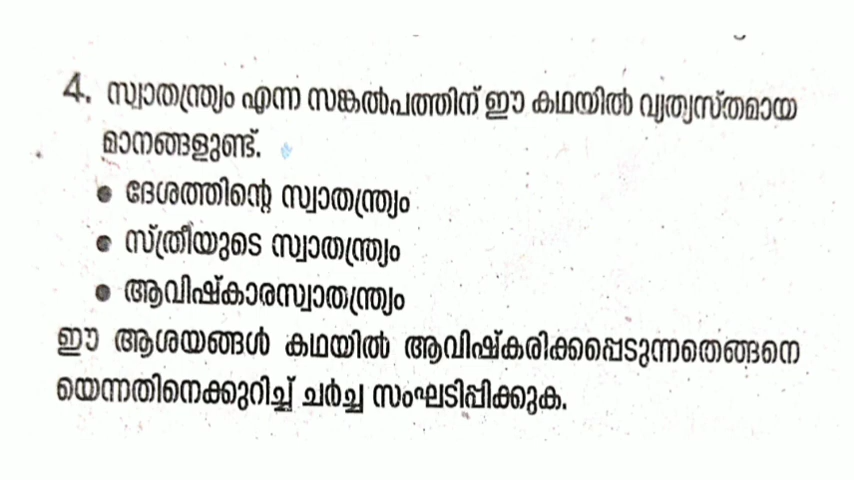 4. സ്വാതന്ത്ര്യം എന്ന സങ്കൽപത്തിന് ഈ കഥയിൽ വ്യത്യസ്തമായ
മാനങ്ങളുണ്ട്.
● ദേശത്തിന്റെ സ്വാതന്ത്ര്യം
● സ്ത്രീയുടെ സ്വാതന്ത്ര്യം
● ആവിഷ്കാരസ്വാതന്ത്ര്യം
ഈ ആശയങ്ങൾ കഥയിൽ ആവിഷ്കരിക്കപ്പെടുന്നതെങ്ങനെ
യെന്നതിനെക്കുറിച്ച് ചർച്ച സംഘടിപ്പിക്കുക.